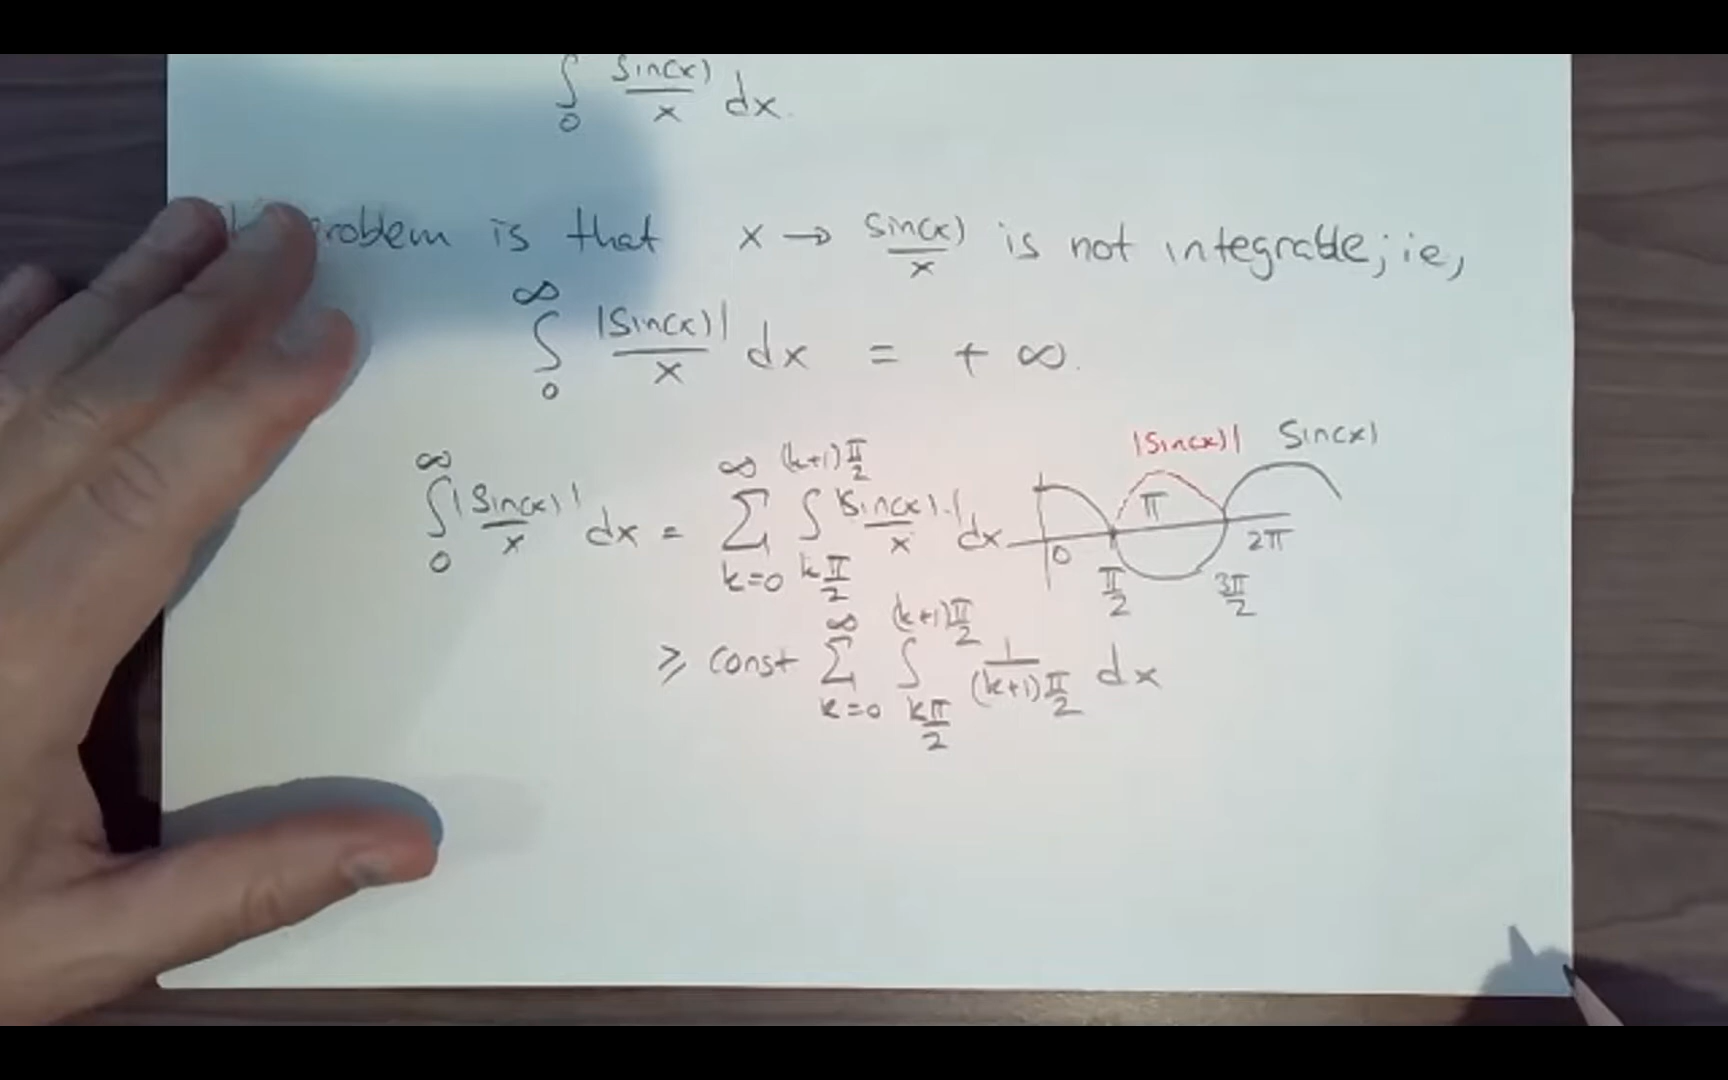 ∫₀ sin(x)/x dx.
problem is that x → sin(x)/x is not integrable; ie,
∫₀^∞ |sin(x)|/x dx = + ∞.
|sin(x)| sin(x)
∫₀^∞ |sin(x)|/x dx = ∑_{k=0}^∞ ∫_{kπ/2}^{(k+1)π/2} |sin(x)|/x dx
0 π/2 π 3π/2 2π
≥ const ∑_{k=0}^∞ ∫_{kπ/2}^{(k+1)π/2} 1/((k+1)π/2) dx